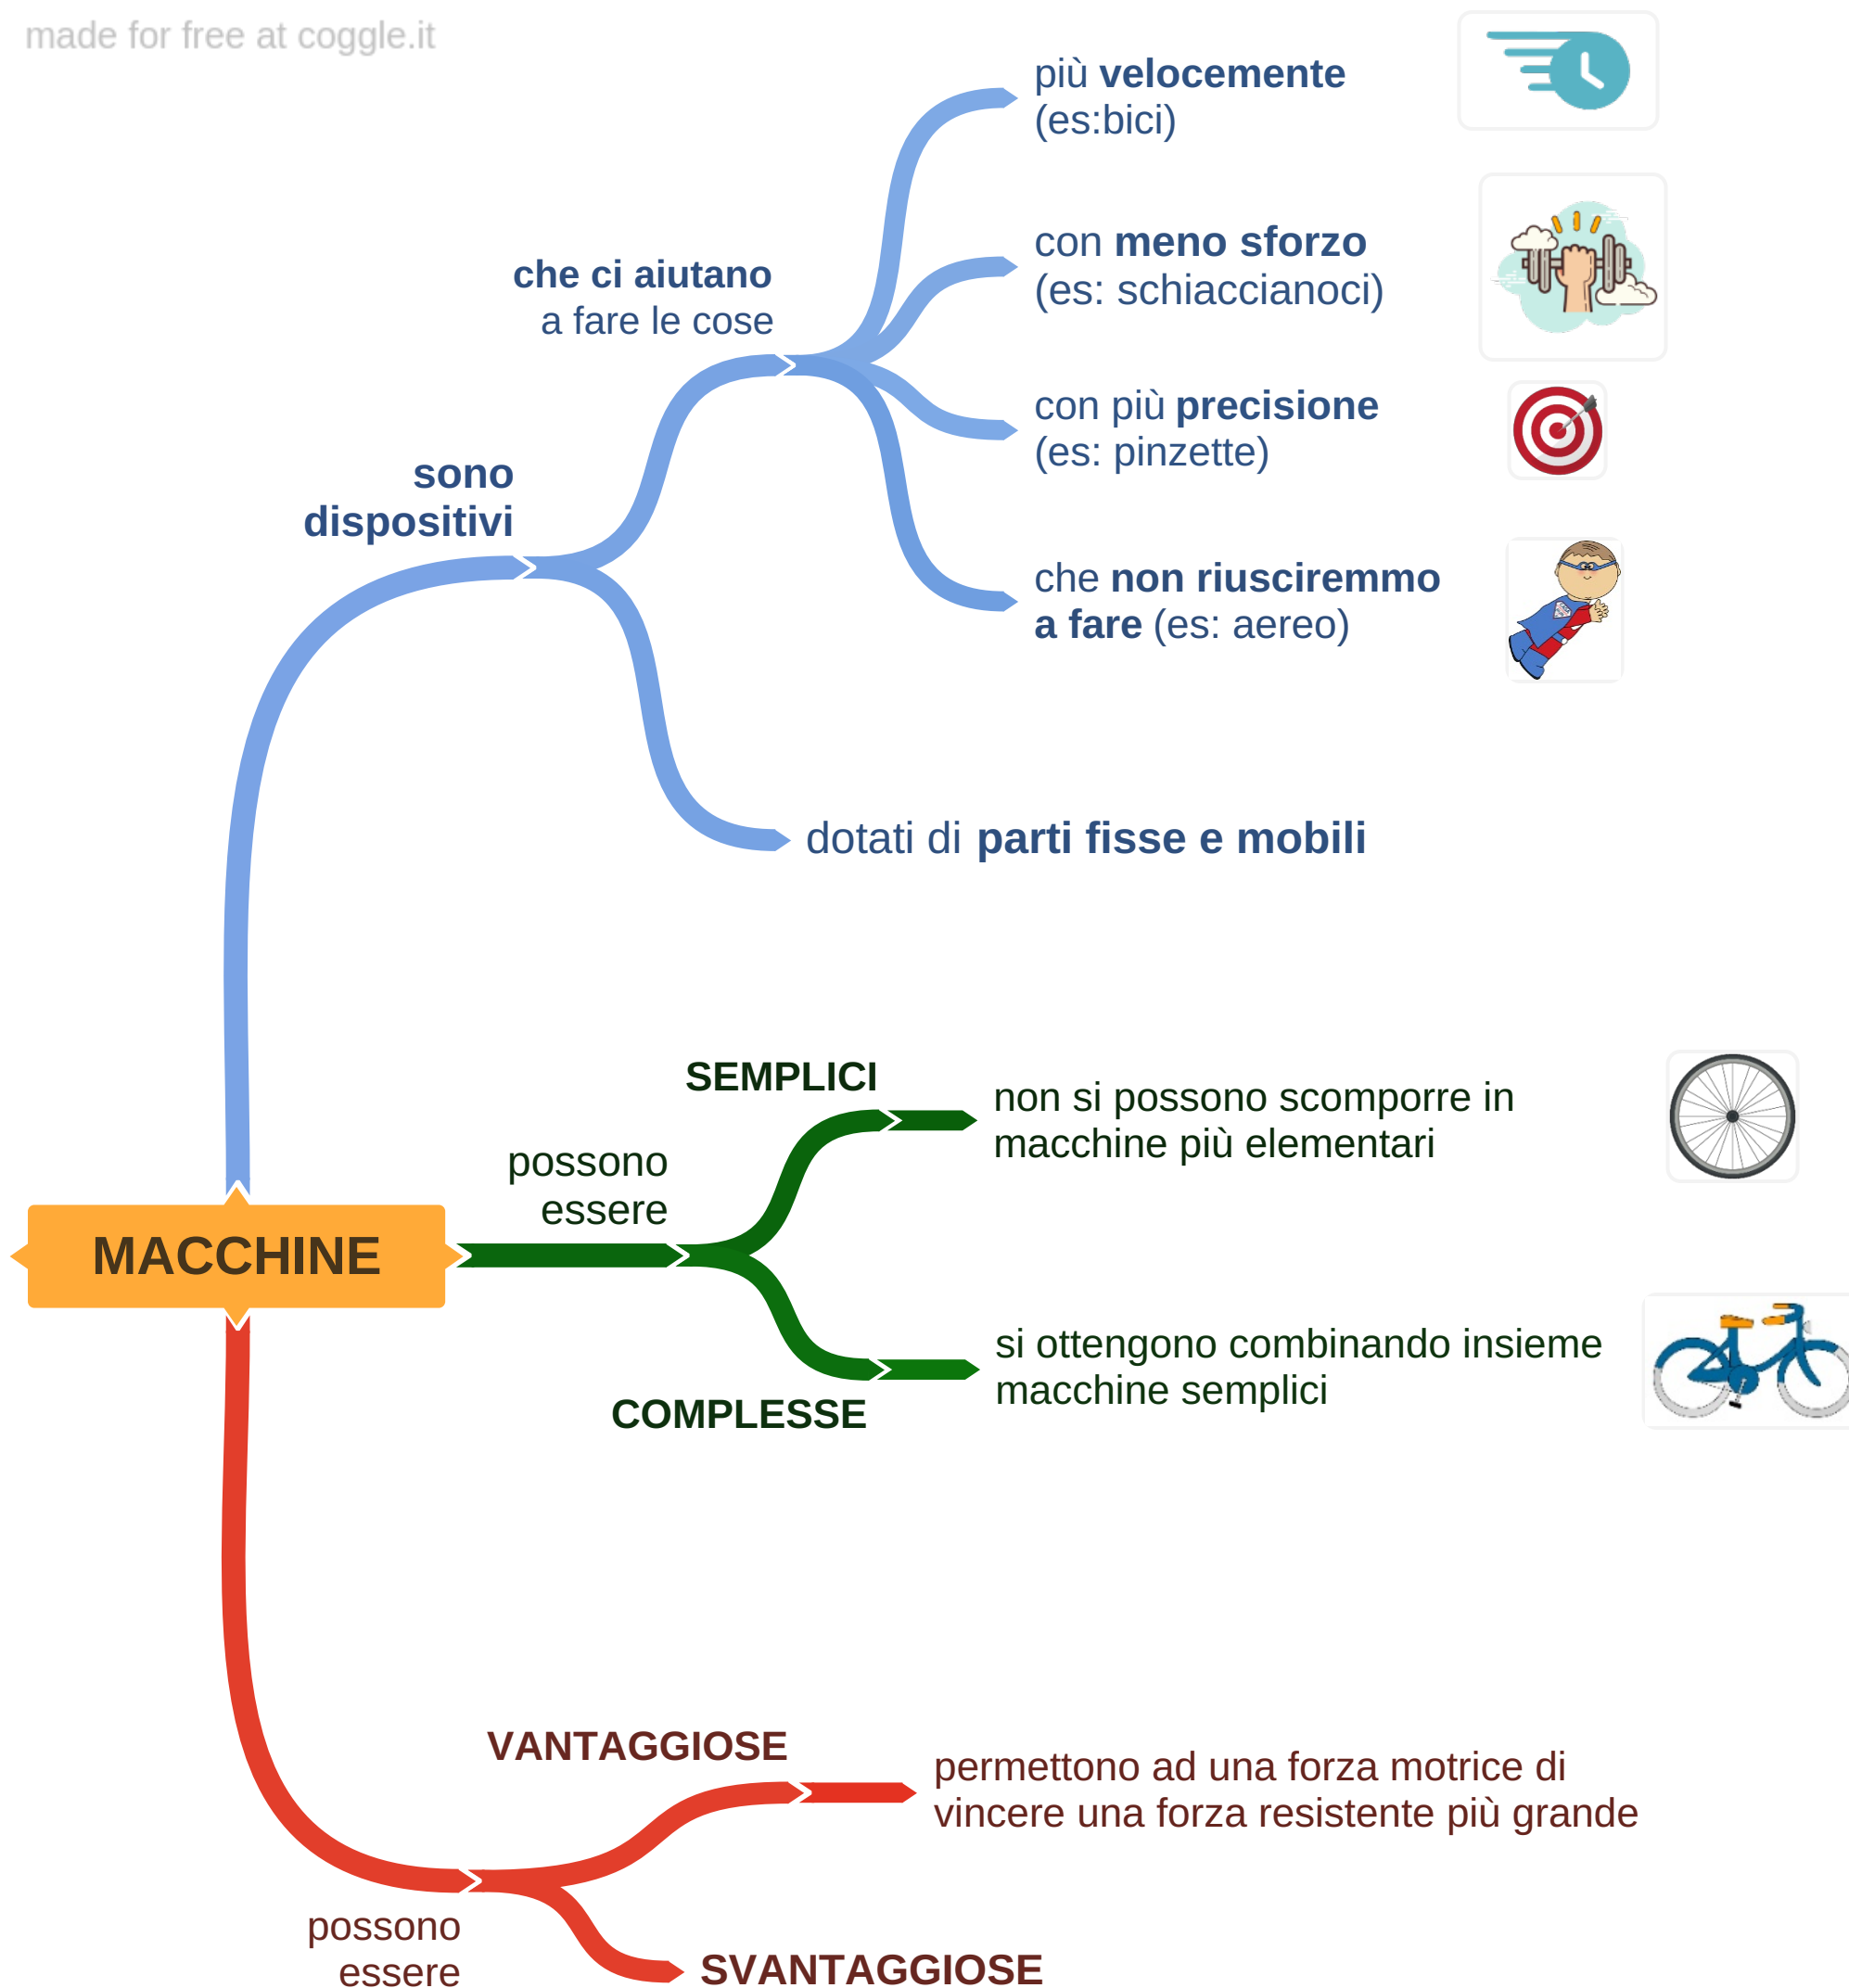 made for free at coggle.it
più velocemente
(es:bici)
con meno sforzo
(es: schiaccianoci)
che ci aiutano
a fare le cose
con più precisione
(es: pinzette)
sono
dispositivi
che non riusciremmo
a fare (es: aereo)
dotati di parti fisse e mobili
SEMPLICI
non si possono scomporre in
macchine più elementari
possono
essere
MACCHINE
si ottengono combinando insieme
macchine semplici
COMPLESSE
VANTAGGIOSE
permettono ad una forza motrice di
vincere una forza resistente più grande
possono
essere
SVANTAGGIOSE